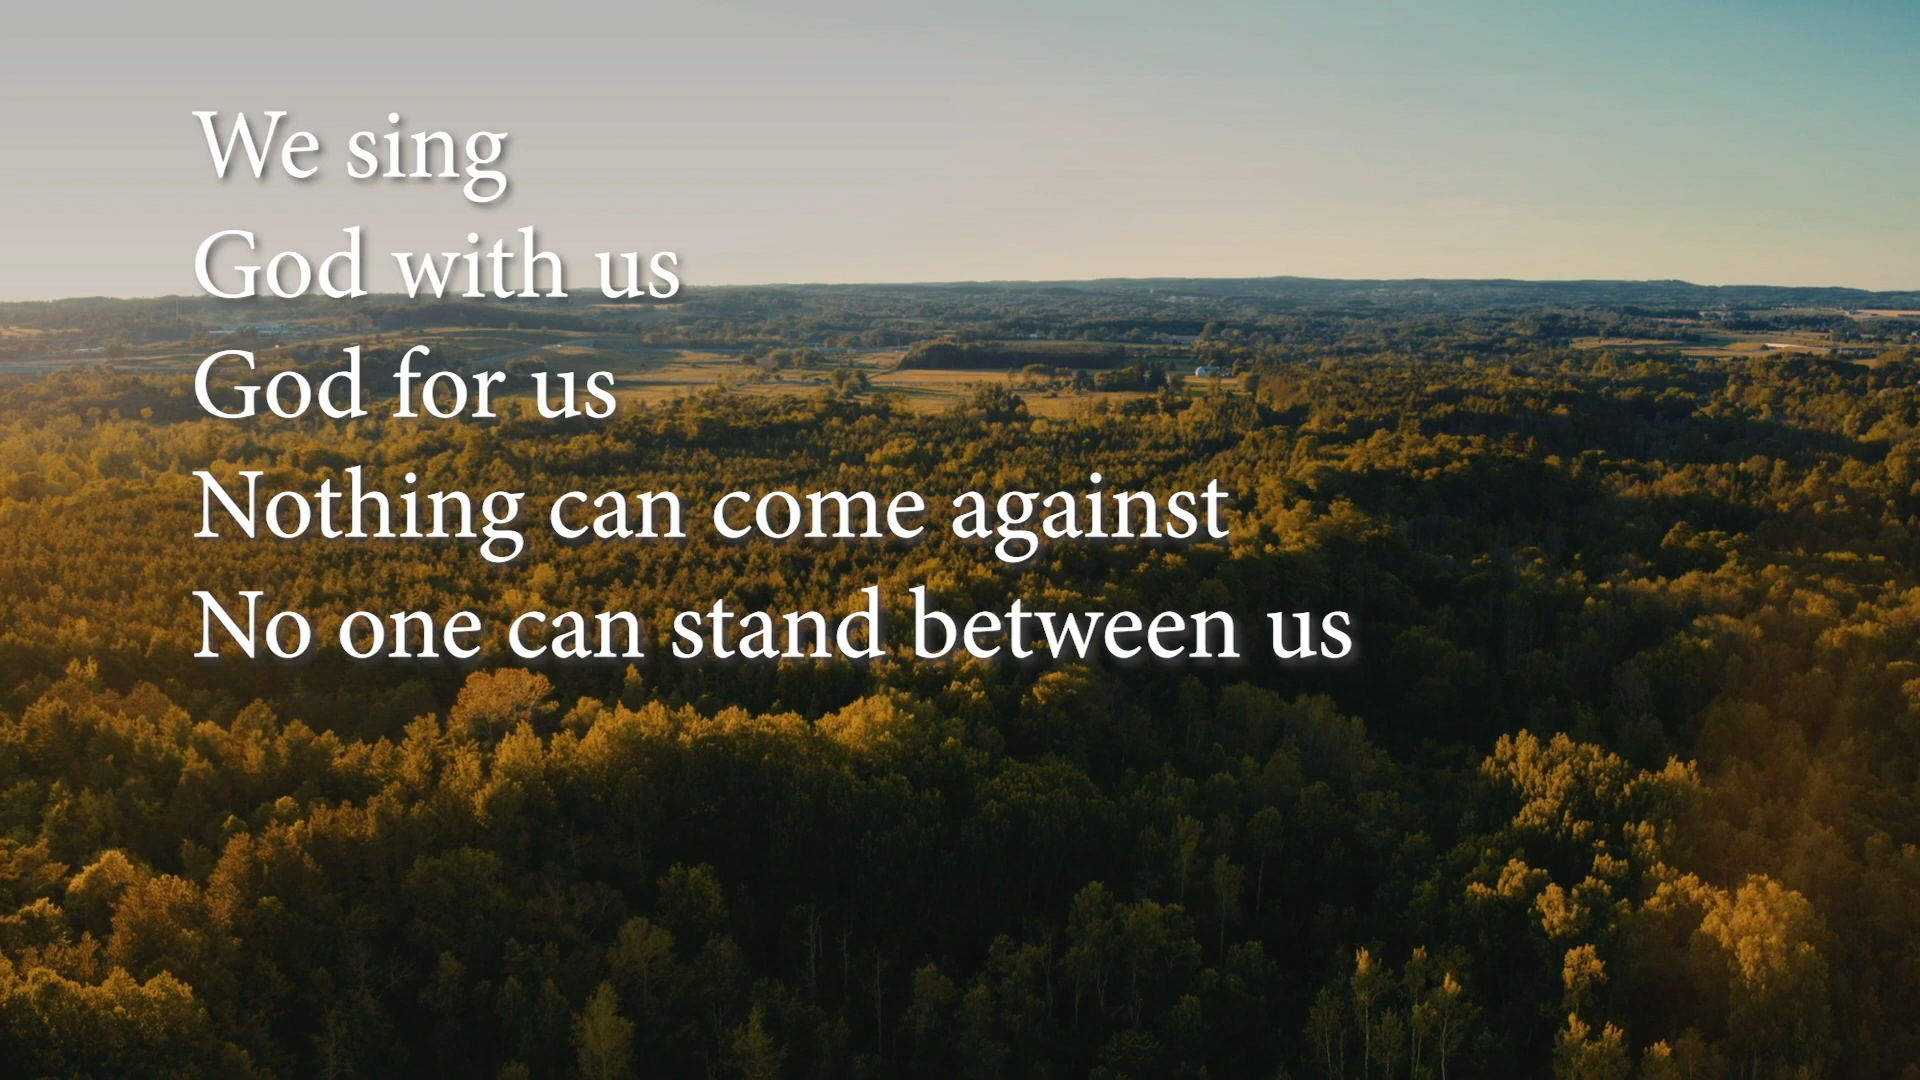 We sing
God with us
God for us
Nothing can come against
No one can stand between us